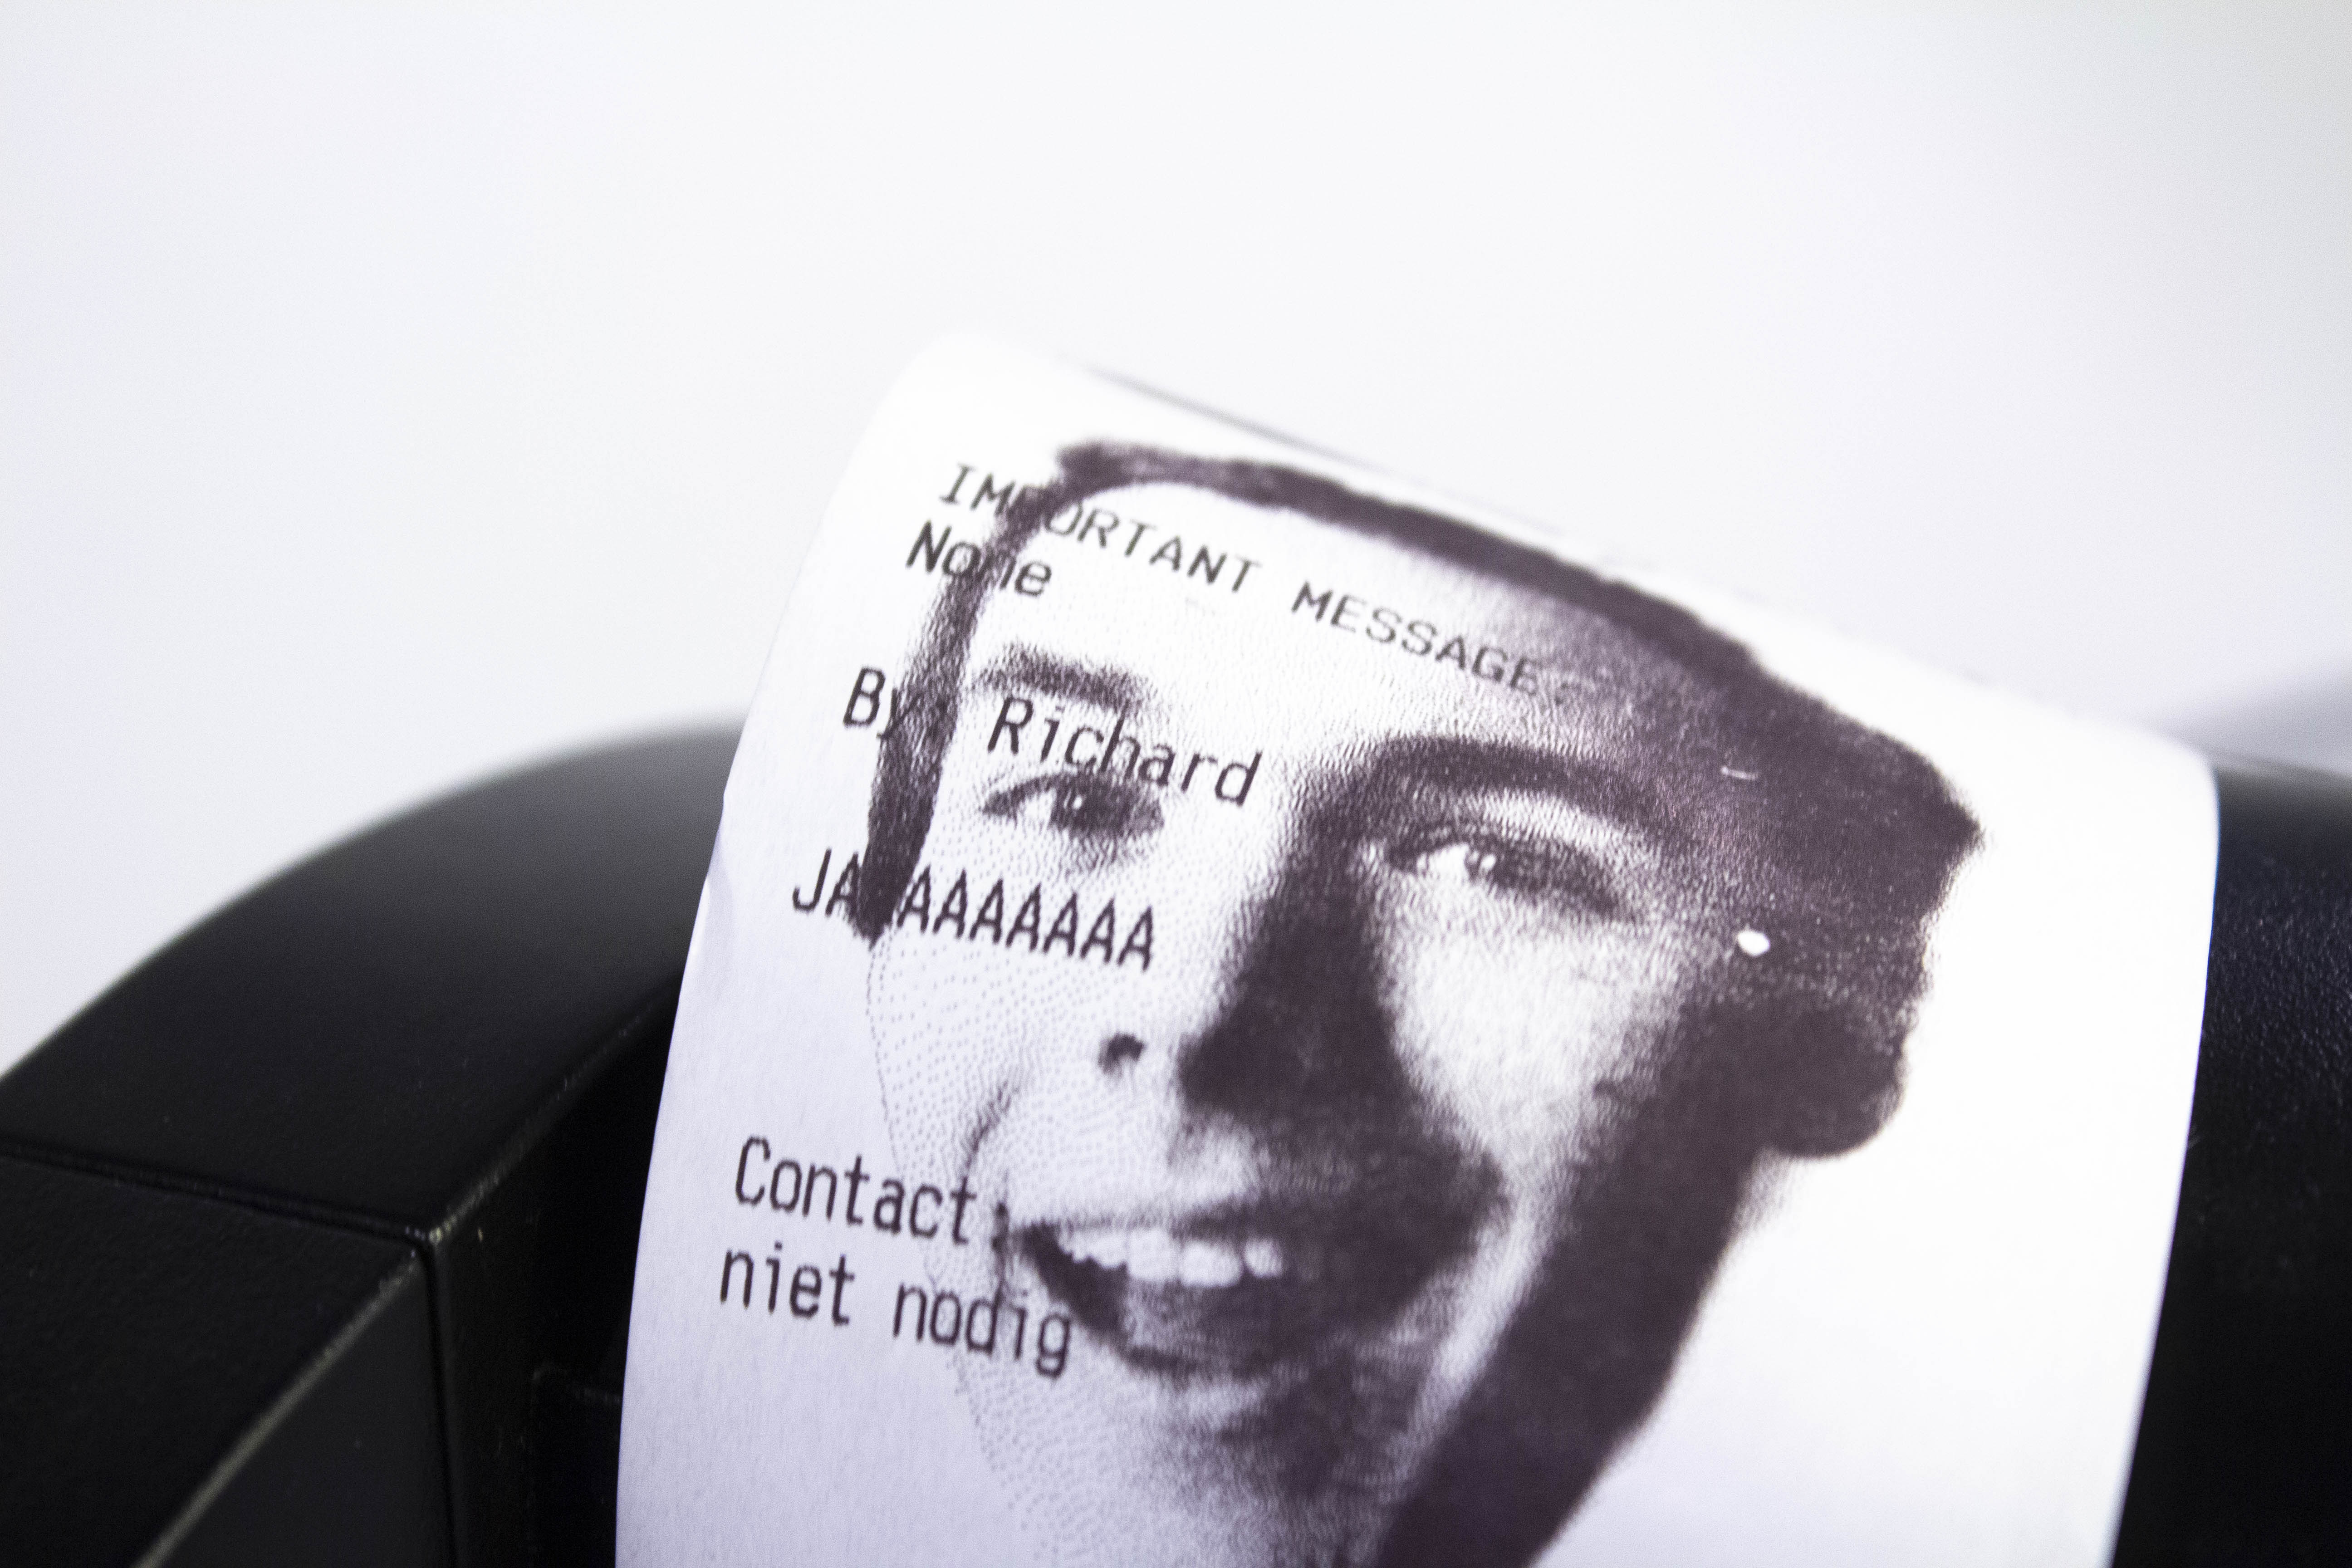 IMPORTANT MESSAGE:
None
By: Richard
JAAAAAAAAA
Contact:
niet nodig